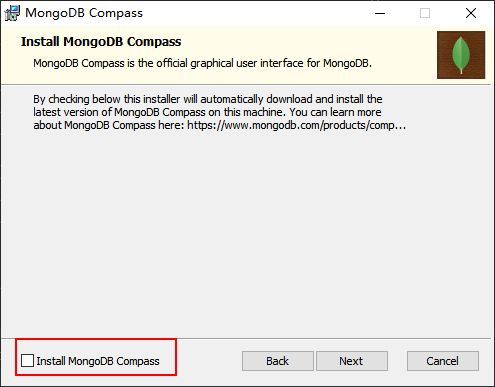 MongoDB Compass
Install MongoDB Compass
MongoDB Compass is the official graphical user interface for MongoDB.
By checking below this installer will automatically download and install the
latest version of MongoDB Compass on this machine. You can learn more
about MongoDB Compass here: https://www.mongodb.com/products/comp...
Install MongoDB Compass
Back
Next
Cancel